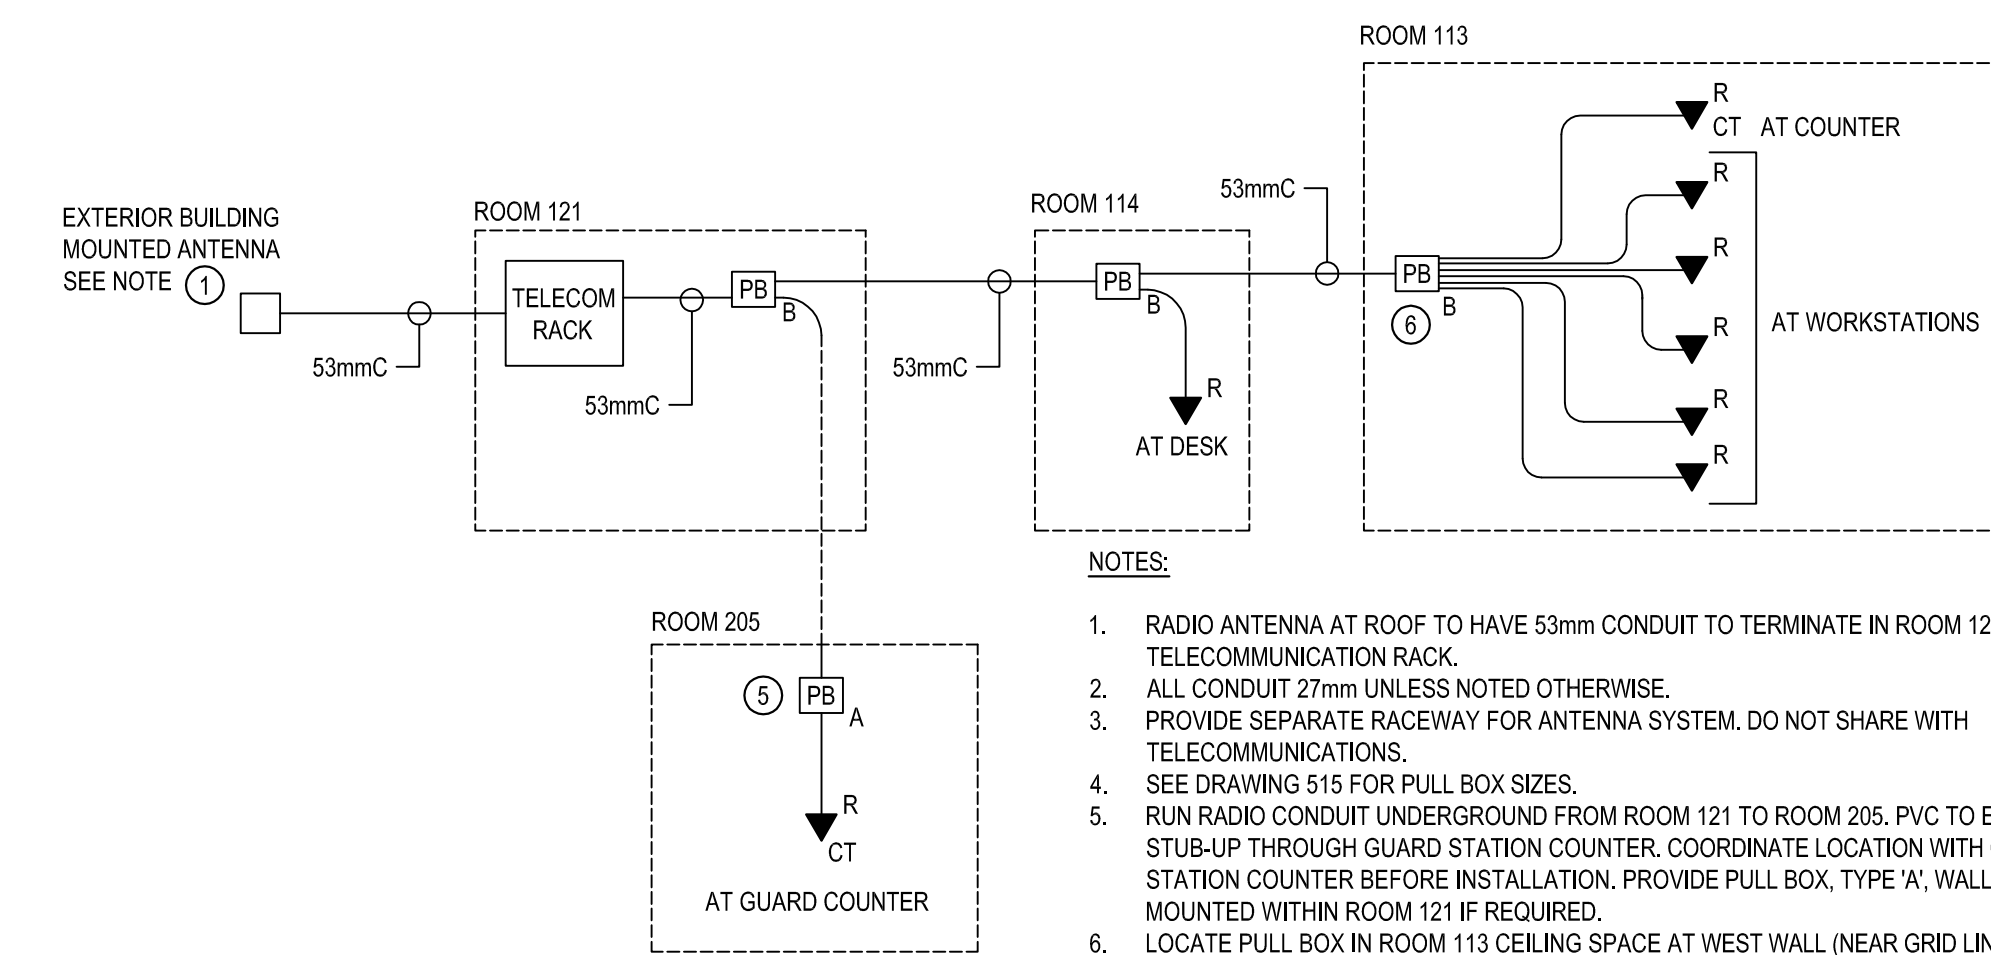 ROOM 113
R
CT AT COUNTER
R
R
R
R
R
AT WORKSTATIONS
53mmC
PB
B
6
ROOM 114
PB
B
R
AT DESK
53mmC
ROOM 121
TELECOM
RACK
PB
B
53mmC
EXTERIOR BUILDING
MOUNTED ANTENNA
SEE NOTE 1
53mmC
ROOM 205
5 PB
A
R
CT
AT GUARD COUNTER
NOTES:
1. RADIO ANTENNA AT ROOF TO HAVE 53mm CONDUIT TO TERMINATE IN ROOM 12
TELECOMMUNICATION RACK.
2. ALL CONDUIT 27mm UNLESS NOTED OTHERWISE.
3. PROVIDE SEPARATE RACEWAY FOR ANTENNA SYSTEM. DO NOT SHARE WITH
TELECOMMUNICATIONS.
4. SEE DRAWING 515 FOR PULL BOX SIZES.
5. RUN RADIO CONDUIT UNDERGROUND FROM ROOM 121 TO ROOM 205. PVC TO
STUB-UP THROUGH GUARD STATION COUNTER. COORDINATE LOCATION WITH
STATION COUNTER BEFORE INSTALLATION. PROVIDE PULL BOX, TYPE 'A', WALL
MOUNTED WITHIN ROOM 121 IF REQUIRED.
6. LOCATE PULL BOX IN ROOM 113 CEILING SPACE AT WEST WALL (NEAR GRID LIN